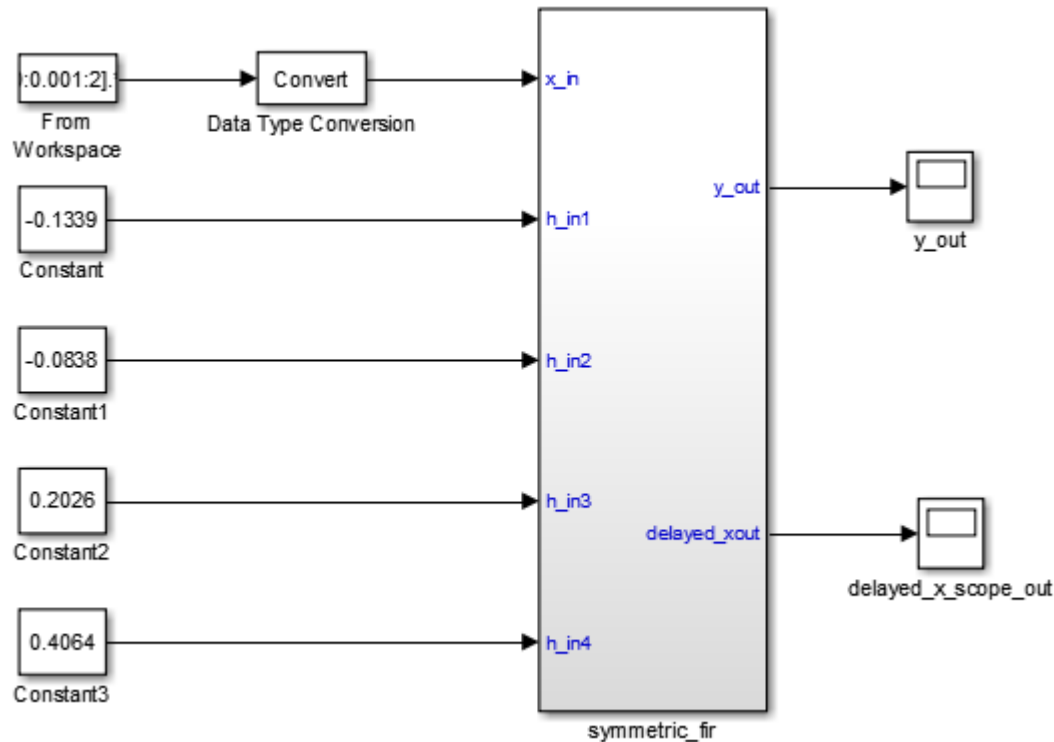 ):0.001:2].'
From
Workspace
Convert
Data Type Conversion
x_in
-0.1339
Constant
h_in1
y_out
y_out
-0.0838
Constant1
h_in2
0.2026
Constant2
h_in3
delayed_xout
delayed_x_scope_out
0.4064
Constant3
h_in4
symmetric_fir